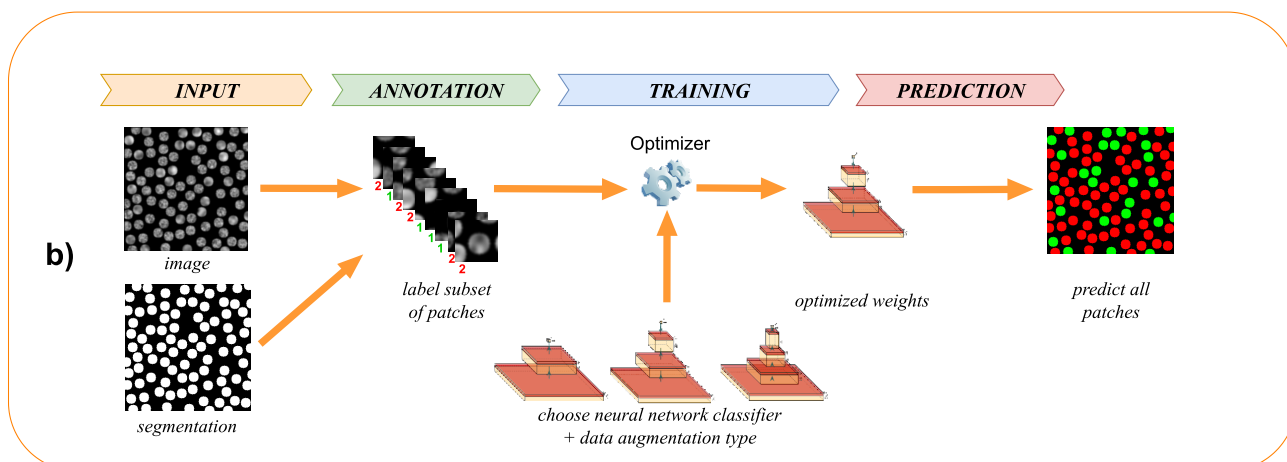 INPUT
ANNOTATION
TRAINING
PREDICTION
Optimizer
2
1
2
2
1
1
1
2
2
b)
image
label subset
of patches
optimized weights
predict all
patches
segmentation
choose neural network classifier
+ data augmentation type